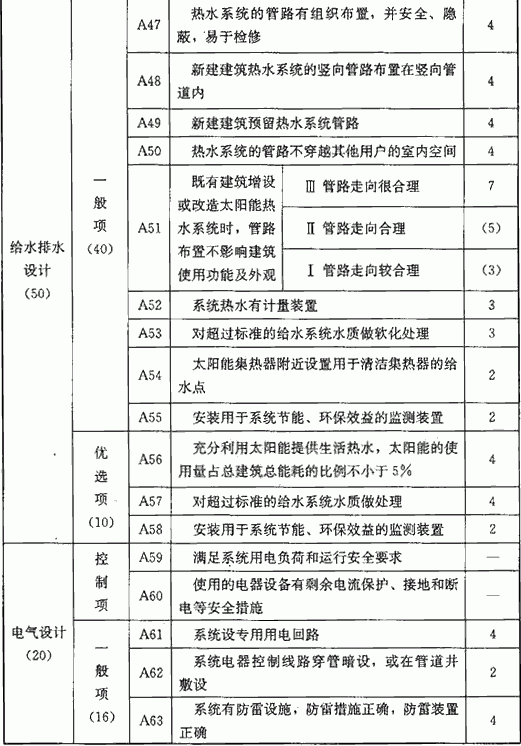 A47 热水系统的管路有组织布置，并安全、隐 4
蔽，易于检修
A48 新建建筑热水系统的竖向管路布置在竖向管 4
道内
A49 新建建筑预留热水系统管路 4
A50 热水系统的管路不穿越其他用户的室内空间 4
给水排水
设计
(50)
一
般
项
(40)
A51
既有建筑增设
或改造太阳能热
水系统时，管路
布置不影响建筑
使用功能及外观
Ⅲ 管路走向很合理 7
Ⅱ 管路走向合理 (5)
Ⅰ 管路走向较合理 (3)
A52 系统热水有计量装置 3
A53 对超过标准的给水系统水质做软化处理 3
A54 太阳能集热器附近设置用于清洁集热器的给 2
水点
A55 安装用于系统节能、环保效益的监测装置 2
优
选
项
(10)
A56 充分利用太阳能提供生活热水，太阳能的使 4
用量占总建筑总能耗的比例不小于5%
A57 对超过标准的给水系统水质做处理 4
A58 安装用于系统节能、环保效益的监测装置 2
电气设计
(20)
控
制
项
A59 满足系统用电负荷和运行安全要求 —
A60 使用的电器设备有剩余电流保护、接地和断 —
电等安全措施
一
般
项
(16)
A61 系统设专用用电回路 4
A62 系统电器控制线路穿管暗设，或在管道井 2
敷设
A63 系统有防雷设施，防雷措施正确，防雷装置 4
正确